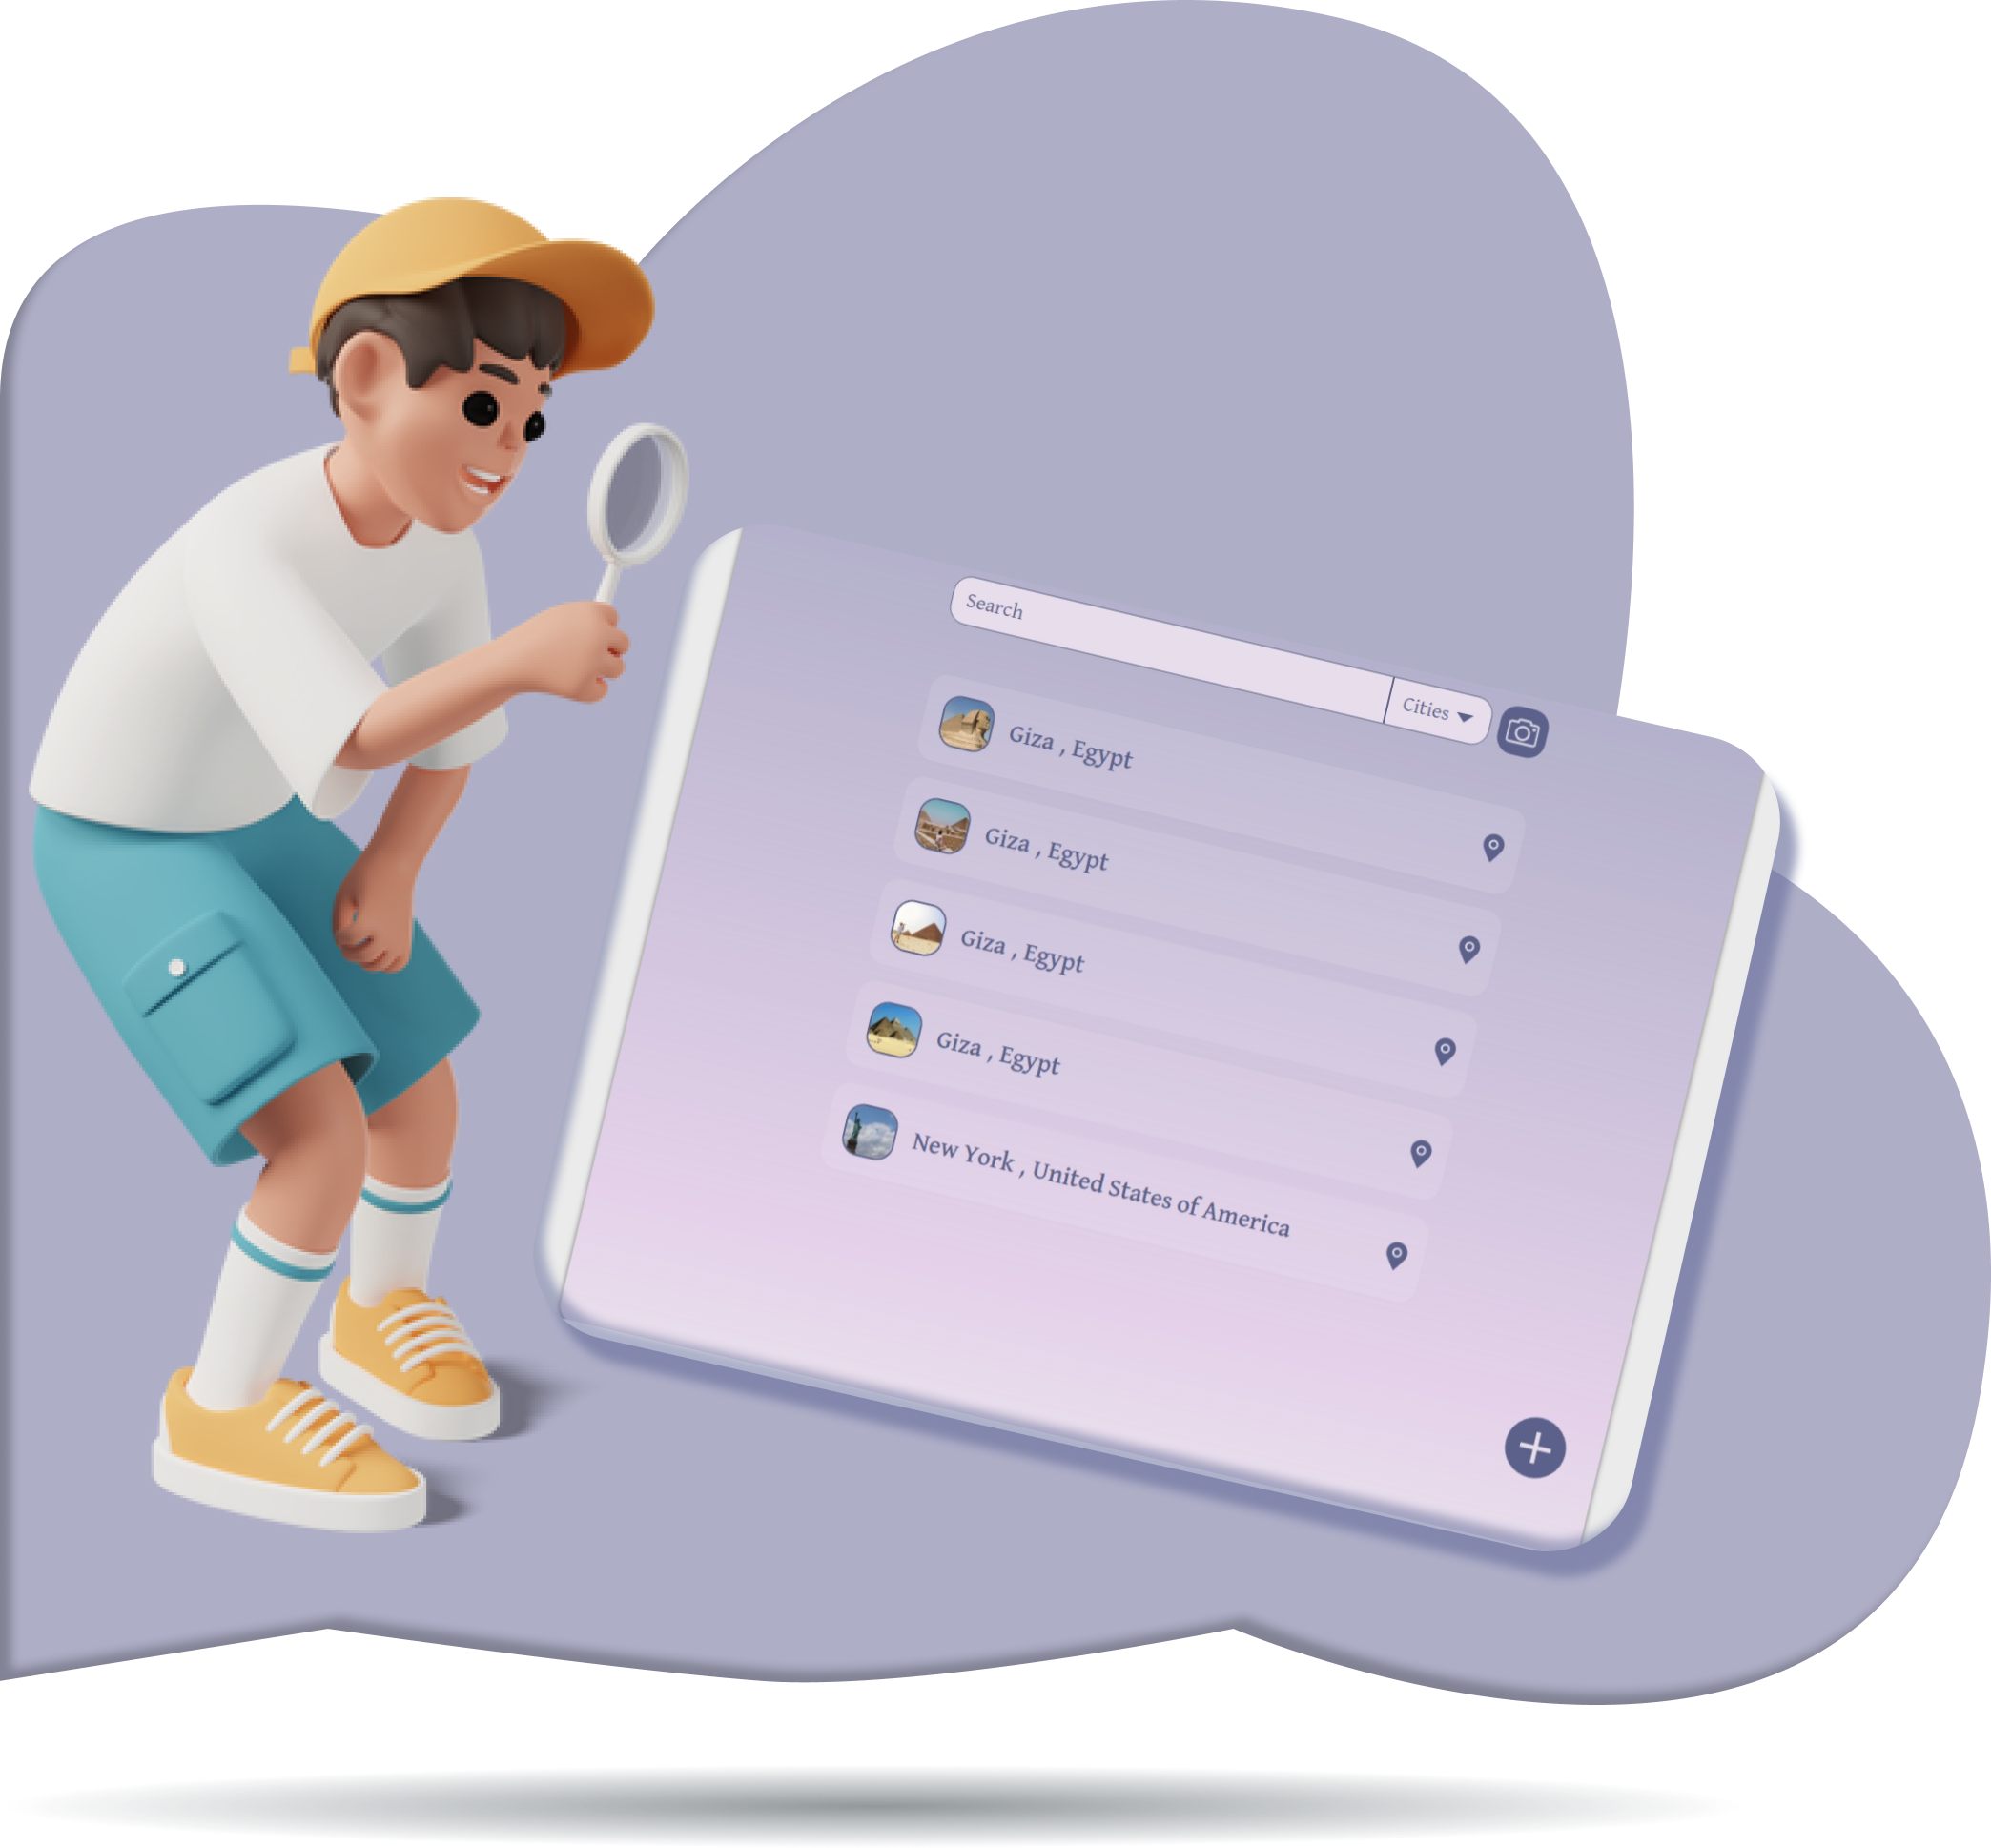 Search
Cities
Giza , Egypt
Giza , Egypt
Giza , Egypt
Giza , Egypt
New York , United States of America